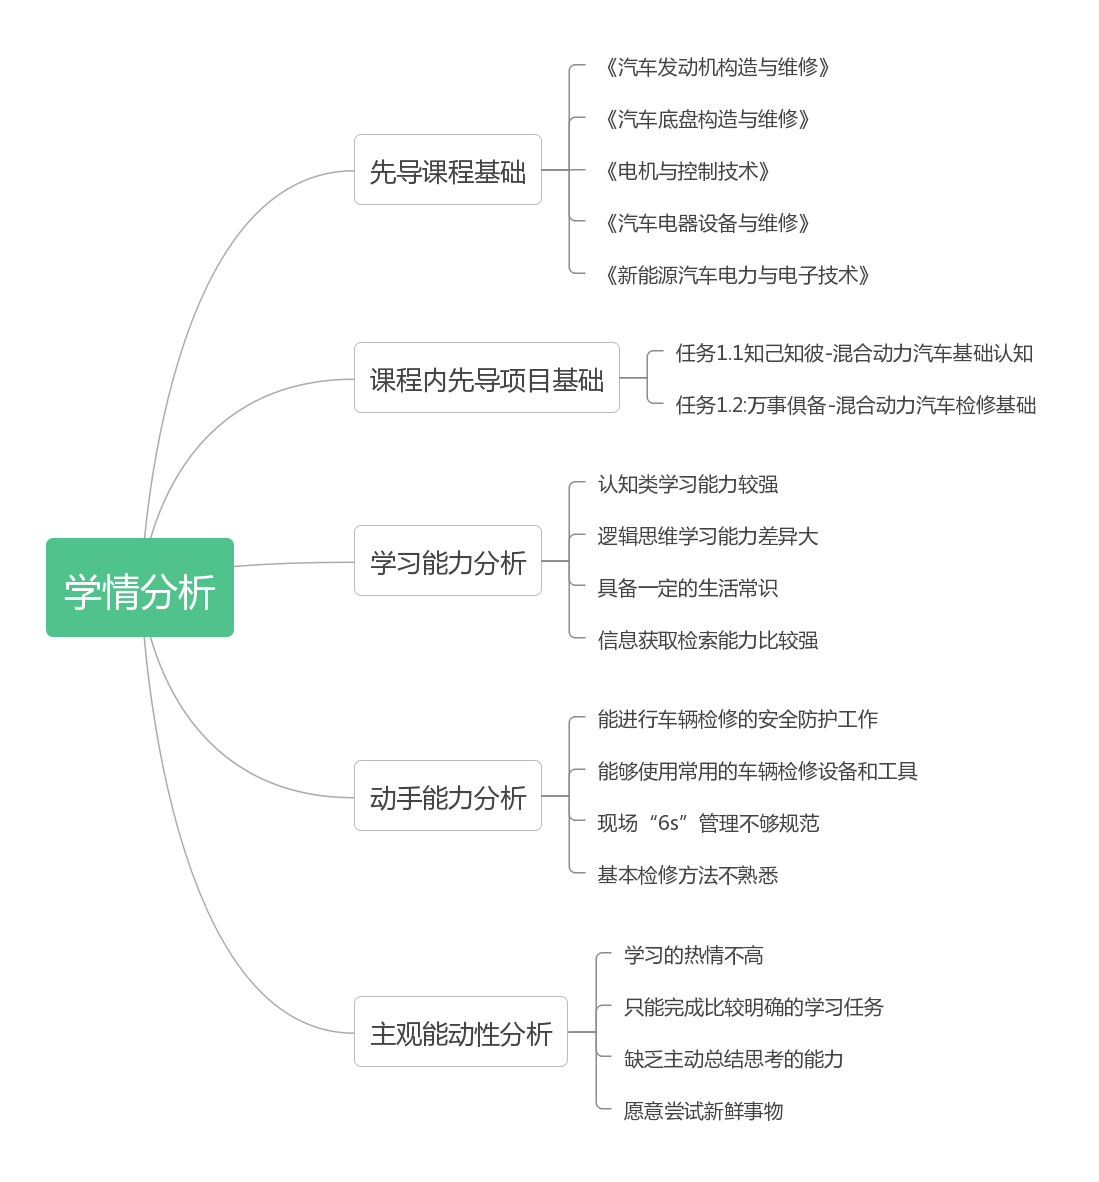 学情分析
先导课程基础
《汽车发动机构造与维修》
《汽车底盘构造与维修》
《电机与控制技术》
《汽车电器设备与维修》
《新能源汽车电力与电子技术》
课程内先导项目基础
任务1.1知己知彼-混合动力汽车基础认知
任务1.2:万事俱备-混合动力汽车检修基础
学习能力分析
认知类学习能力较强
逻辑思维学习能力差异大
具备一定的生活常识
信息获取检索能力比较强
动手能力分析
能进行车辆检修的安全防护工作
能够使用常用的车辆检修设备和工具
现场“6s”管理不够规范
基本检修方法不熟悉
主观能动性分析
学习的热情不高
只能完成比较明确的学习任务
缺乏主动总结思考的能力
愿意尝试新鲜事物